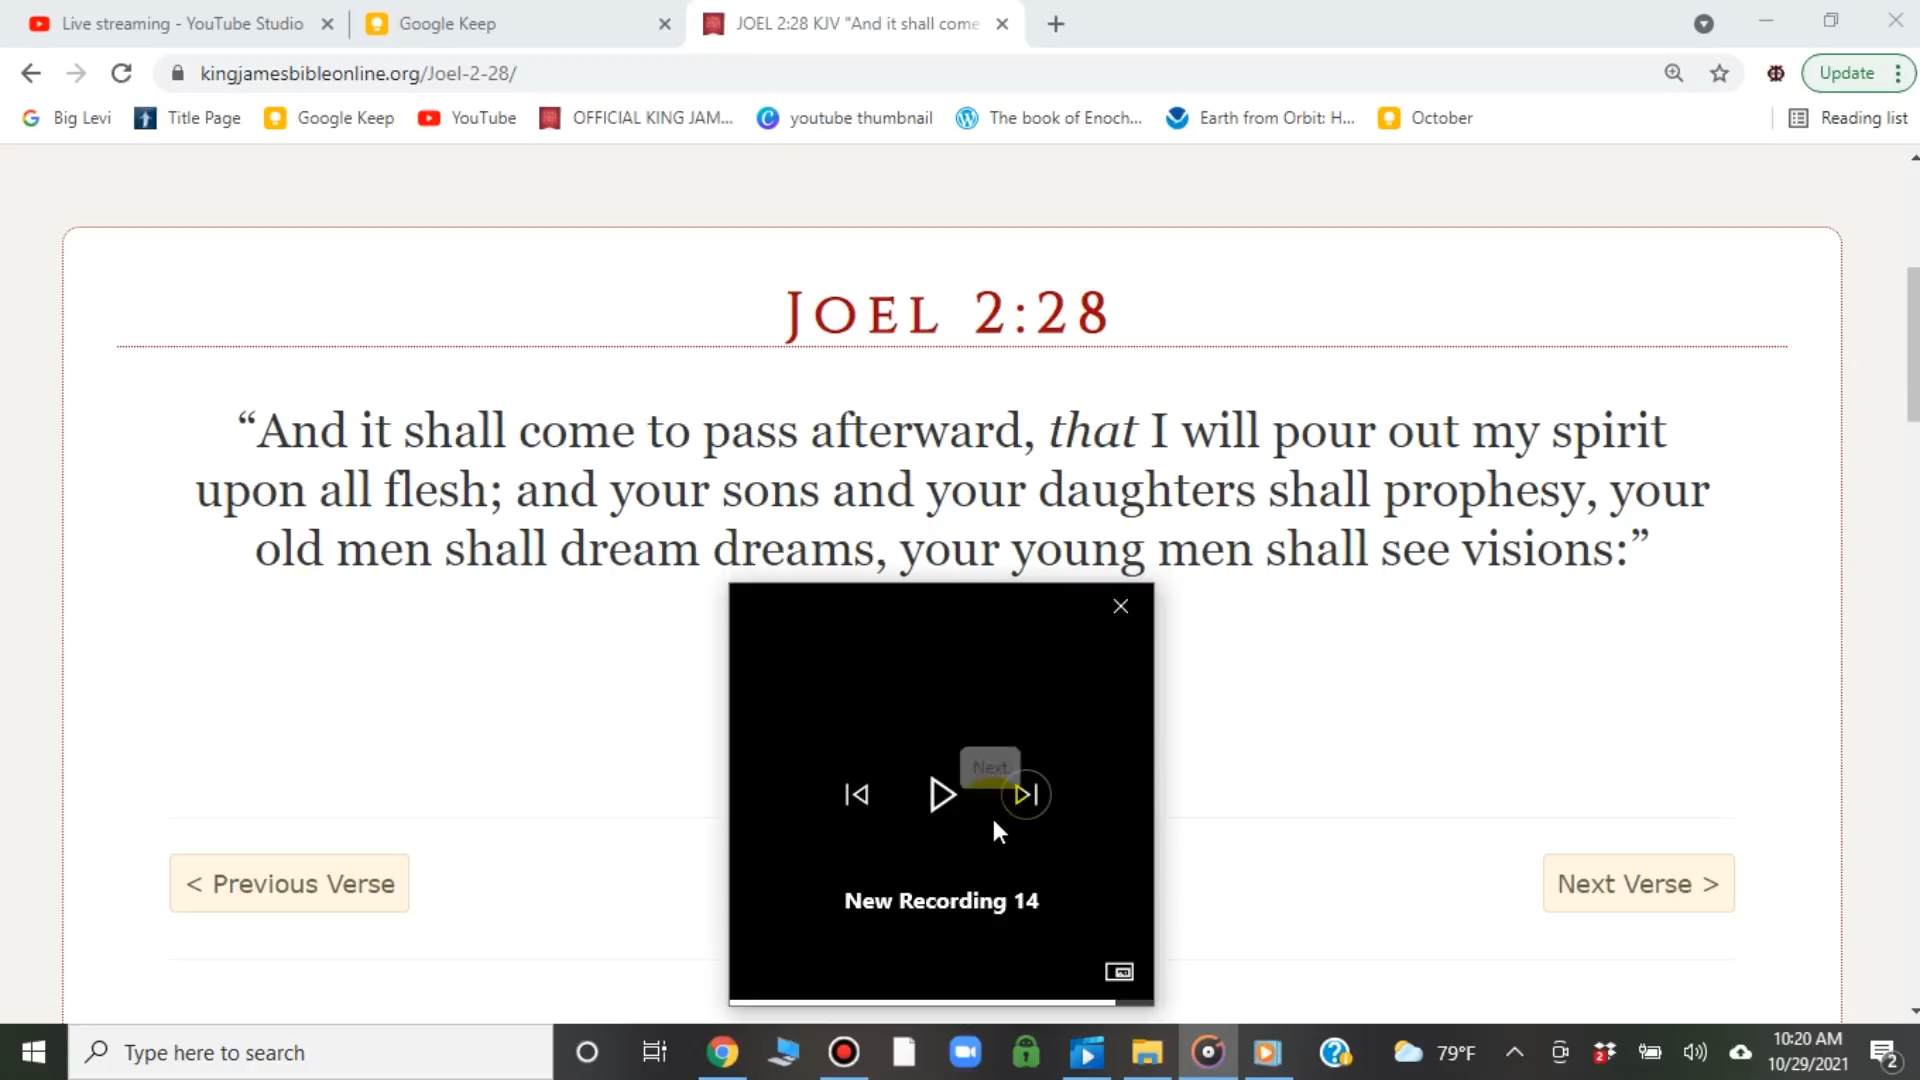 Live streaming - YouTube Studio
Google Keep
JOEL 2:28 KJV "And it shall come
kingjamesbibleonline.org/Joel-2-28/
Update
Big Levi
Title Page
Google Keep
YouTube
OFFICIAL KING JAM...
youtube thumbnail
The book of Enoch...
Earth from Orbit: H...
October
Reading list
JOEL 2:28
“And it shall come to pass afterward, that I will pour out my spirit
upon all flesh; and your sons and your daughters shall prophesy, your
old men shall dream dreams, your young men shall see visions:”
Next
< Previous Verse
Next Verse >
New Recording 14
Type here to search
79°F
10:20 AM
10/29/2021
2
2